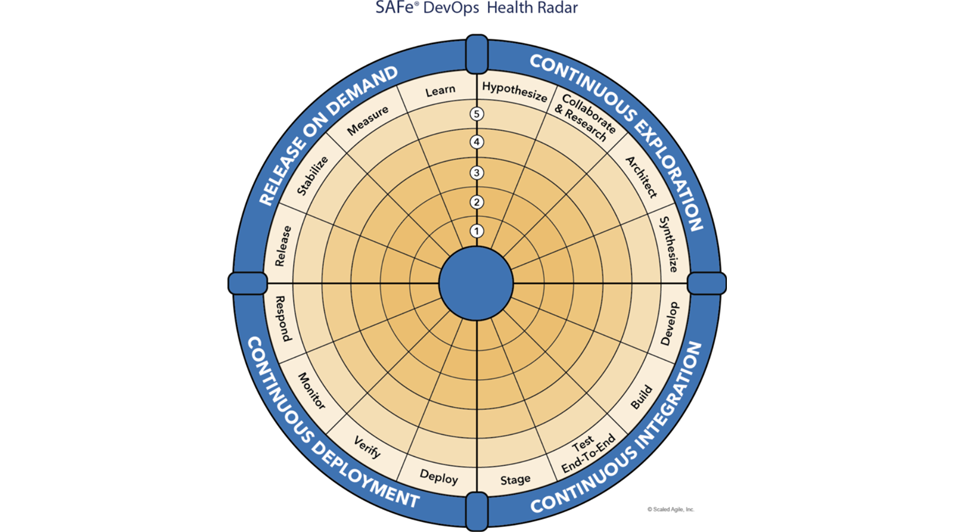 SAFe® DevOps Health Radar
CONTINUOUS EXPLORATION
Hypothesize
Collaborate
& Research
Architect
Synthesize
CONTINUOUS INTEGRATION
Develop
Build
Test
End-To-End
Stage
CONTINUOUS DEPLOYMENT
Deploy
Verify
Monitor
Respond
RELEASE ON DEMAND
Release
Stabilize
Measure
Learn
5
4
3
2
1
© Scaled Agile, Inc.